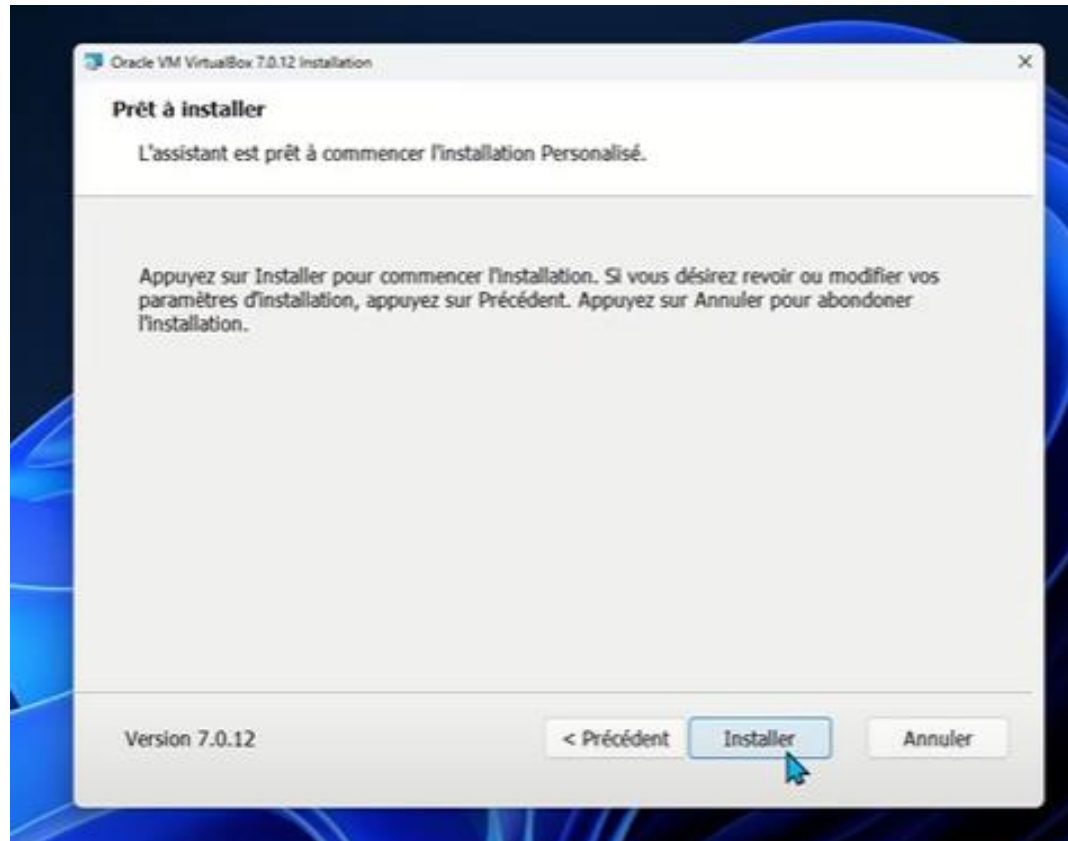 Oracle VM VirtualBox 7.0.12 Installation
Prêt à installer
L'assistant est prêt à commencer l'installation Personalisé.
Appuyez sur Installer pour commencer l'installation. Si vous désirez revoir ou modifier vos
paramètres d'installation, appuyez sur Précédent. Appuyez sur Annuler pour abondoner
l'installation.
Version 7.0.12
< Précédent
Installer
Annuler